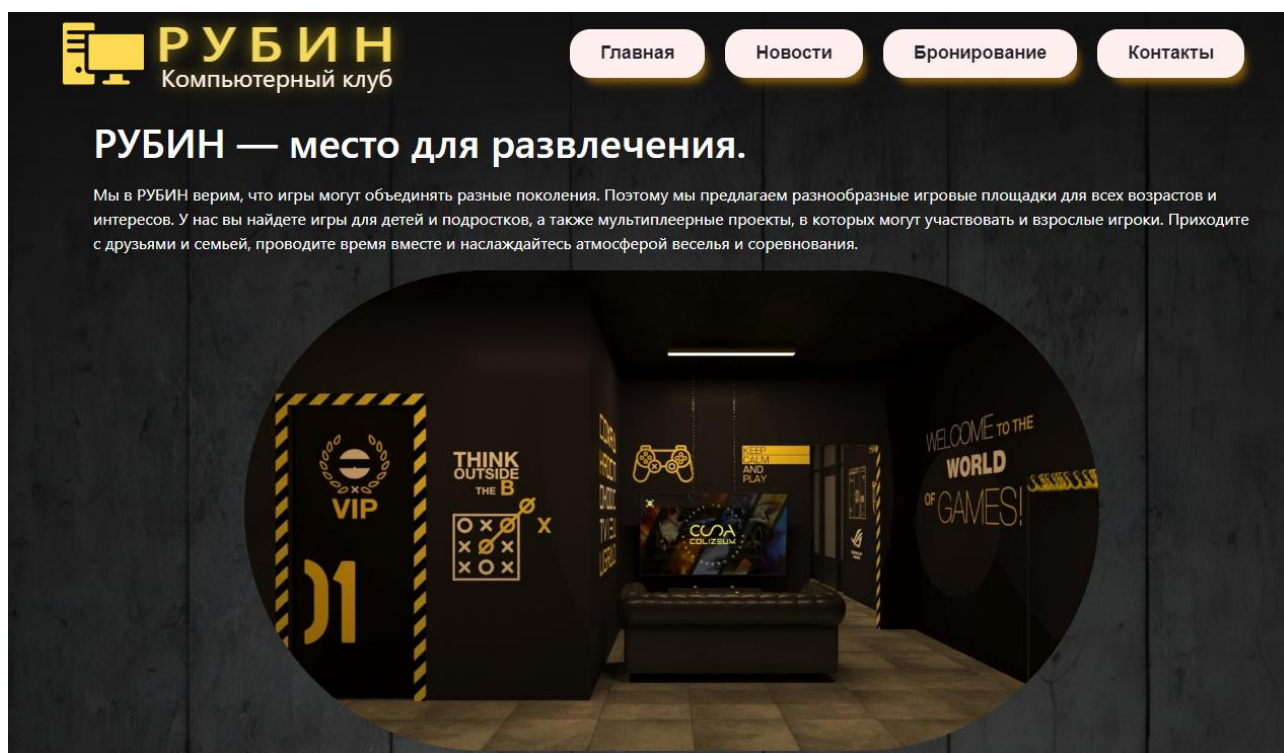 РУБИН
Компьютерный клуб
Главная
Новости
Бронирование
Контакты
РУБИН — место для развлечения.
Мы в РУБИН верим, что игры могут объединять разные поколения. Поэтому мы предлагаем разнообразные игровые площадки для всех возрастов и
интересов. У нас вы найдете игры для детей и подростков, а также мультиплеерные проекты, в которых могут участвовать и взрослые игроки. Приходите
с друзьями и семьей, проводите время вместе и наслаждайтесь атмосферой веселья и соревнования.
VIP
01
THINK
OUTSIDE
THE B
O X O
X O X
X O X
X
KEEP
CALM
AND
PLAY
COLIZEUM
WELCOME TO THE
WORLD
OF GAMES!